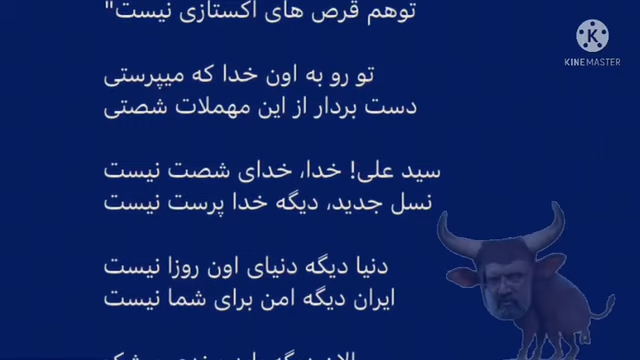 توهم قرص های اکستازی نیست"
KINEMASTER
تو رو به اون خدا که میپرستی
دست بردار از این مهملات شصتی
سید علی! خدا، خدای شصت نیست
نسل جدید، دیگه خدا پرست نیست
دنیا دیگه دنیای اون روزا نیست
ایران دیگه امن برای شما نیست